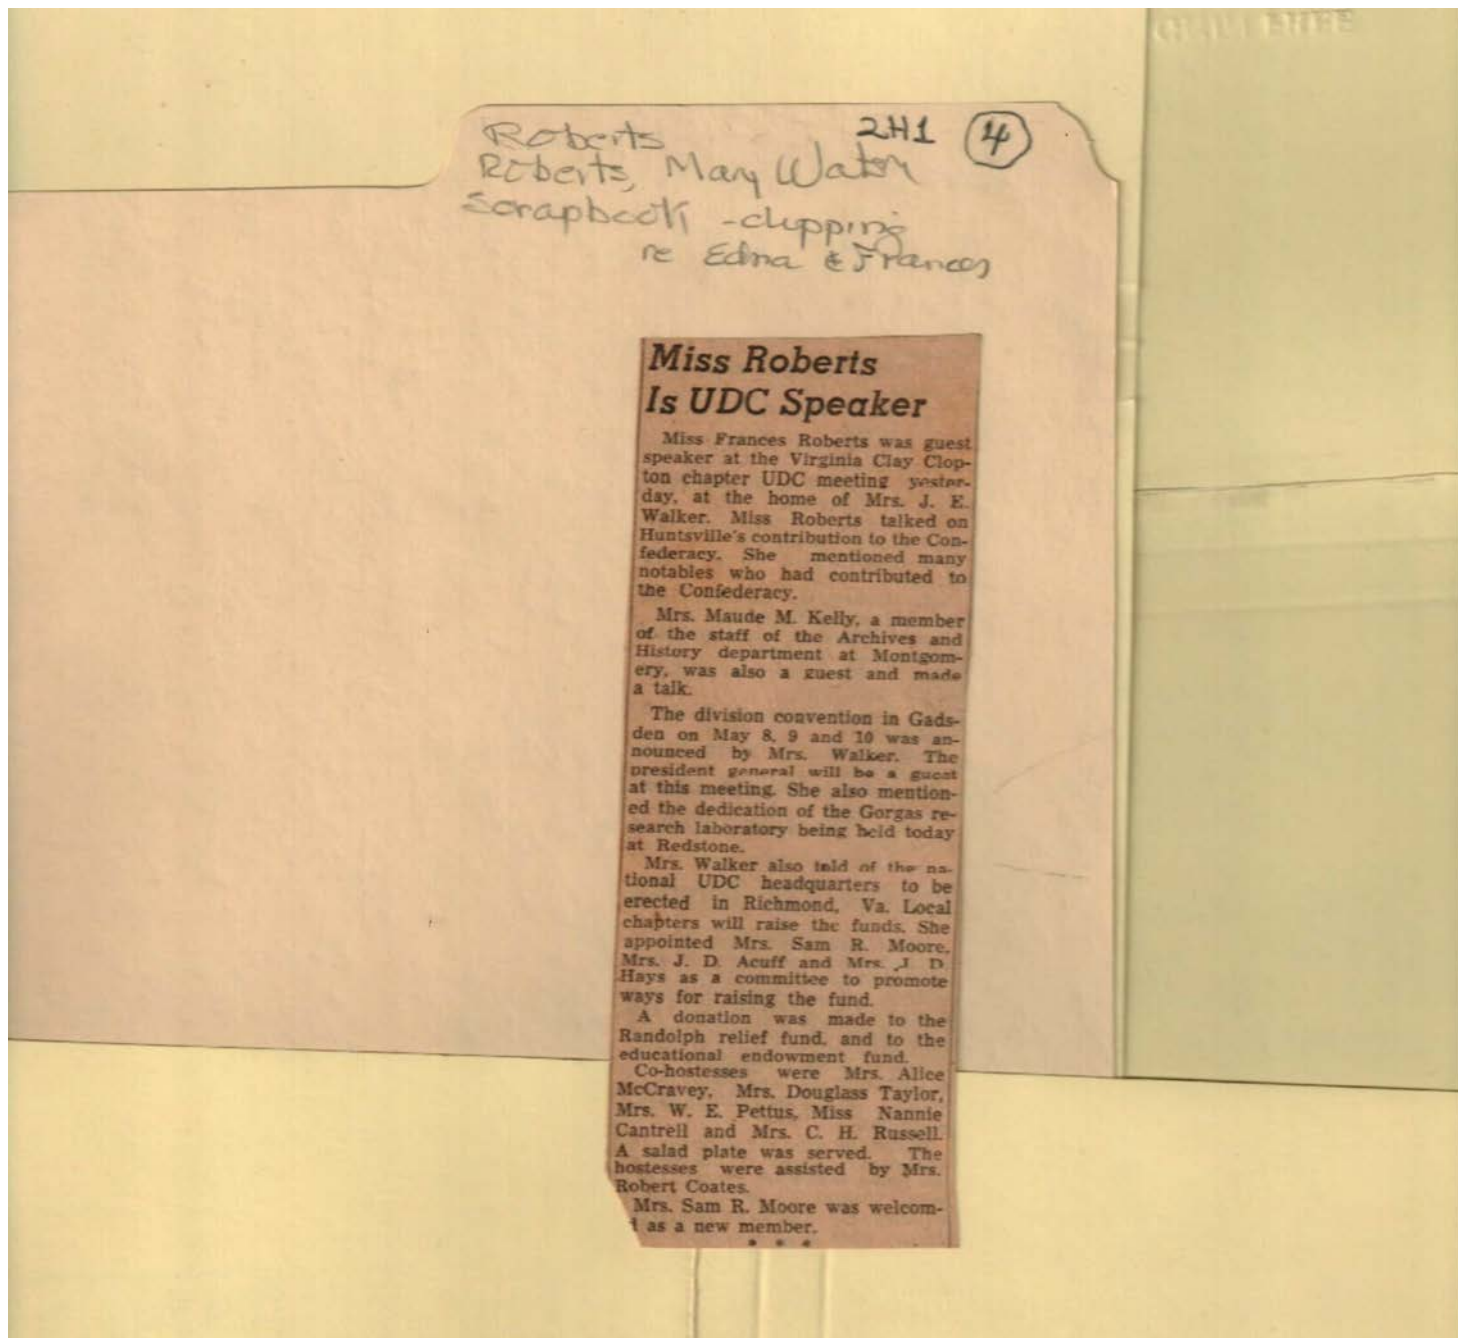 Roberts 2H1 4
Roberts, Mary Waton
Scrapbook - clipping
re Edna & Frances
Miss Roberts
Is UDC Speaker
Miss Frances Roberts was guest
speaker at the Virginia Clay Clop-
ton chapter UDC meeting yester-
day, at the home of Mrs. J. E.
Walker. Miss Roberts talked on
Huntsville's contribution to the Con-
federacy. She mentioned many
notables who had contributed to
the Confederacy.
Mrs. Maude M. Kelly, a member
of the staff of the Archives and
History department at Montgom-
ery, was also a guest and made
a talk.
The division convention in Gads-
den on May 8, 9 and 10 was an-
nounced by Mrs. Walker. The
president general will be a guest
at this meeting. She also mention-
ed the dedication of the Gorgas re-
search laboratory being held today
at Redstone.
Mrs. Walker also told of the na-
tional UDC headquarters to be
erected in Richmond, Va. Local
chapters will raise the funds. She
appointed Mrs. Sam R. Moore,
Mrs. J. D. Acuff and Mrs. J. D.
Hays as a committee to promote
ways for raising the fund.
A donation was made to the
Randolph relief fund, and to the
educational endowment fund.
Co-hostesses were Mrs. Alice
McCravey, Mrs. Douglass Taylor,
Mrs. W. E. Pettus, Miss Nannie
Cantrell and Mrs. C. H. Russell.
A salad plate was served. The
hostesses were assisted by Mrs.
Robert Coates.
Mrs. Sam R. Moore was welcom-
d as a new member.
* * *